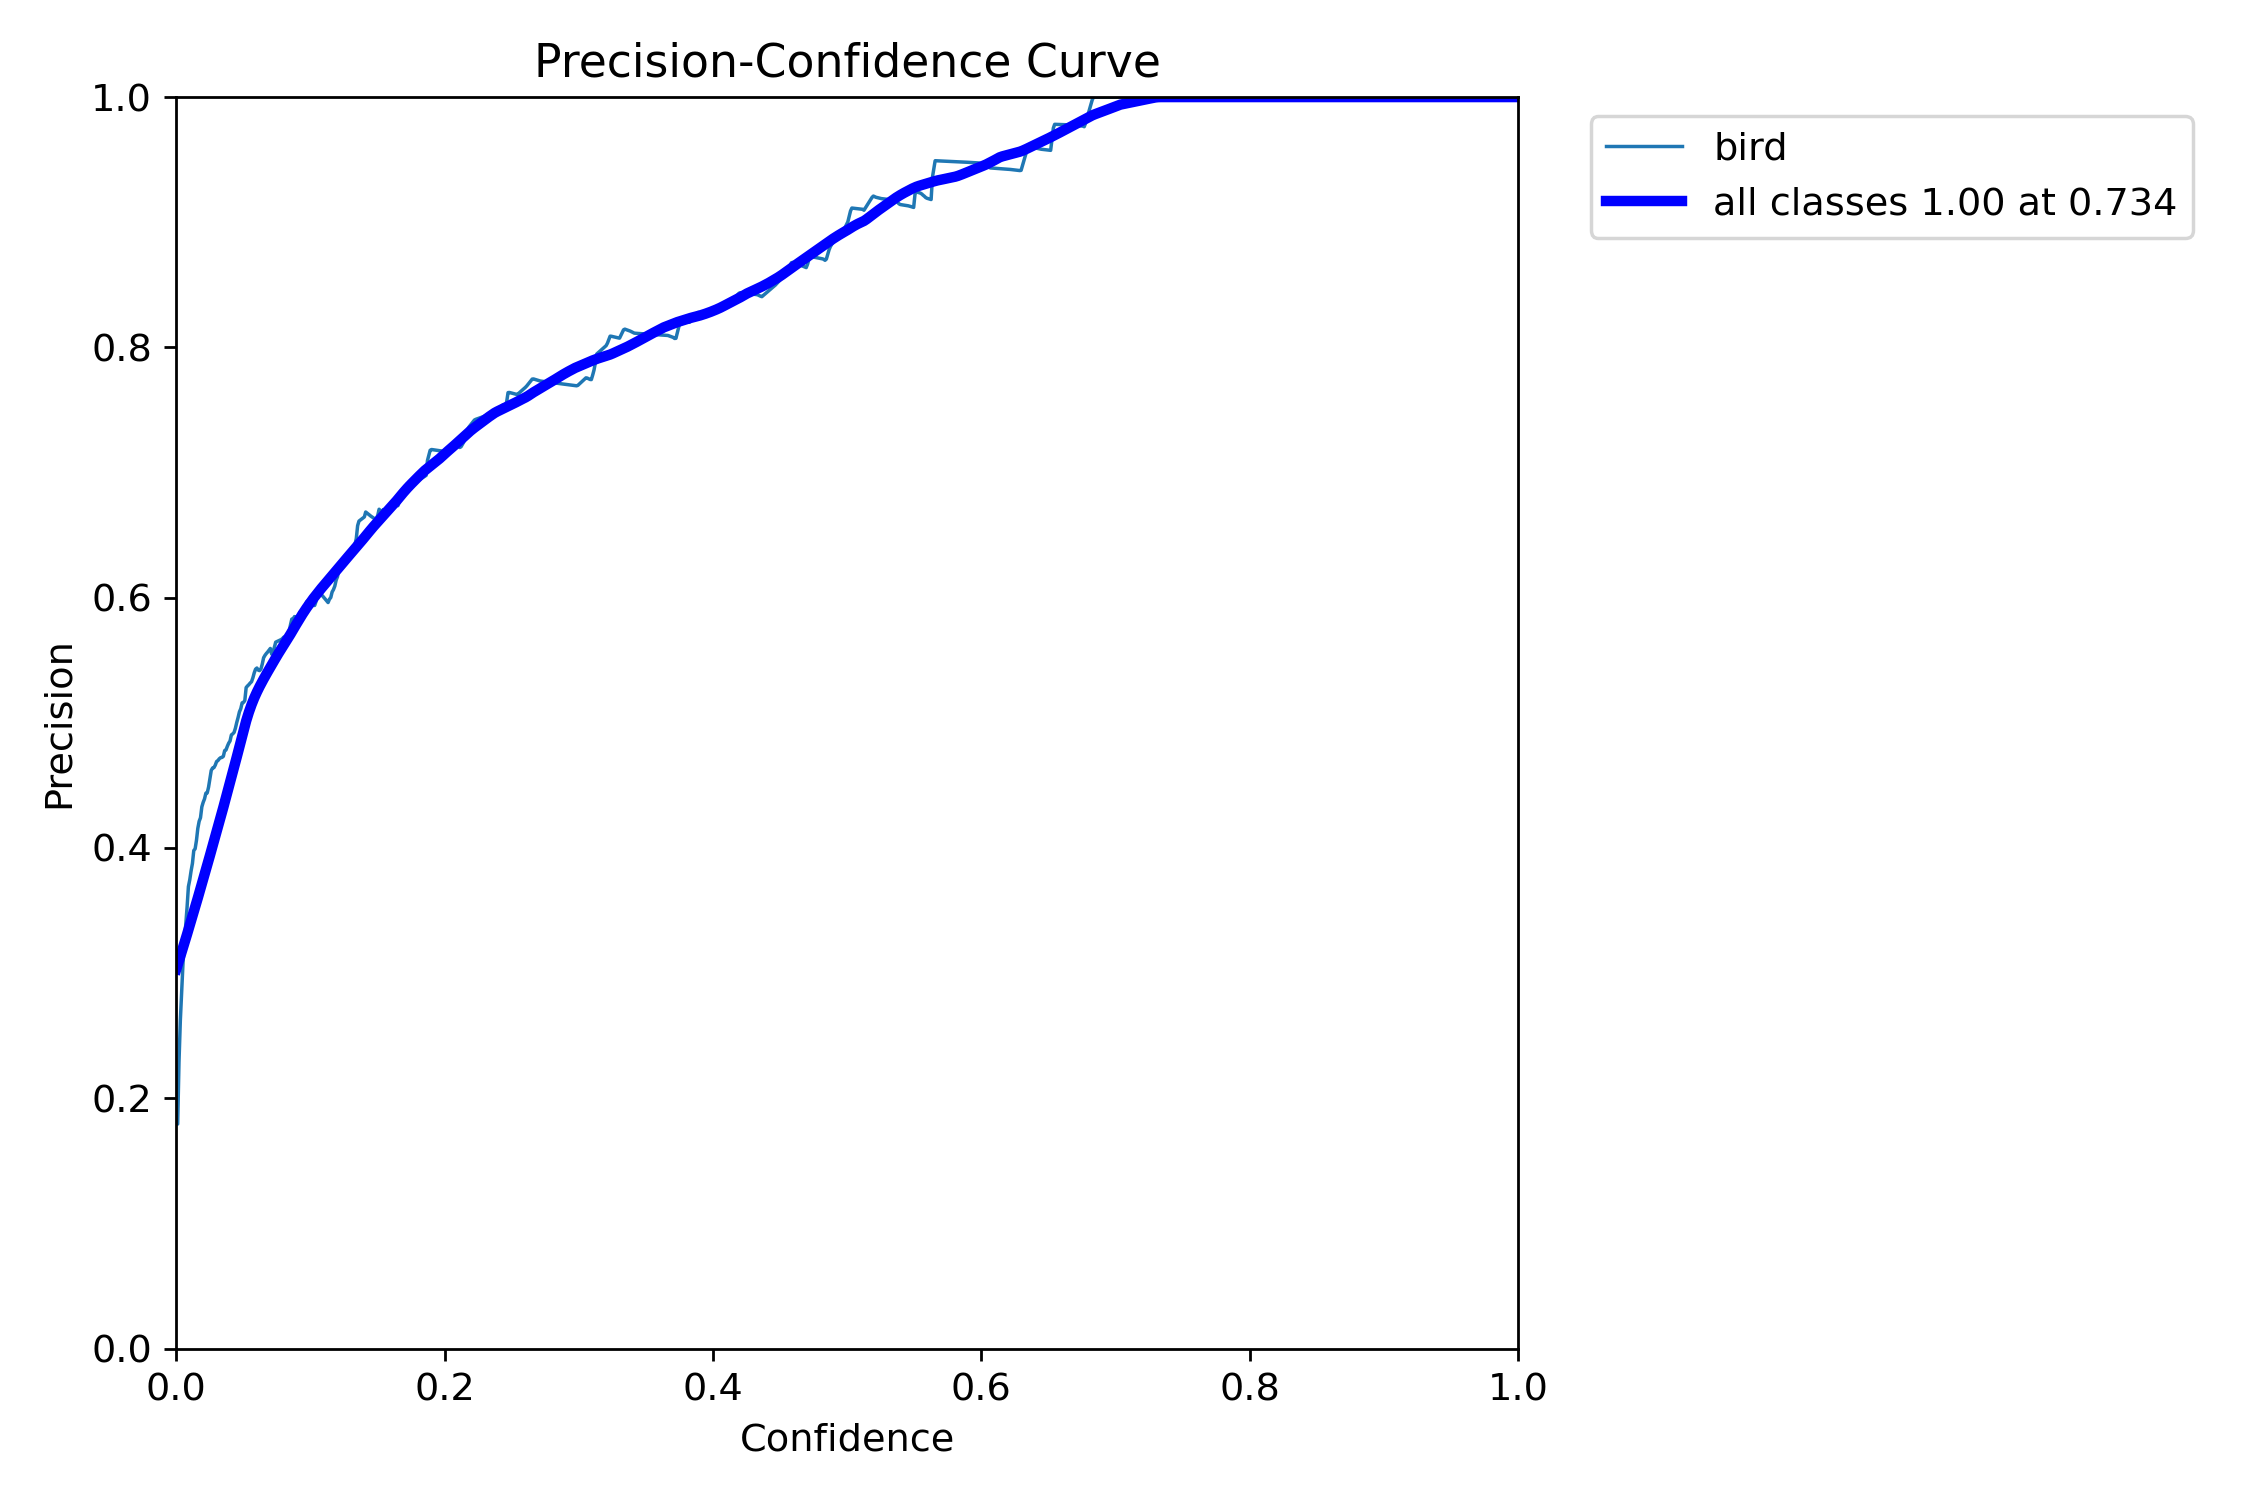 Precision-Confidence Curve
1.0
0.8
0.6
0.4
0.2
0.0
Precision
0.0 0.2 0.4 0.6 0.8 1.0
Confidence
bird
all classes 1.00 at 0.734